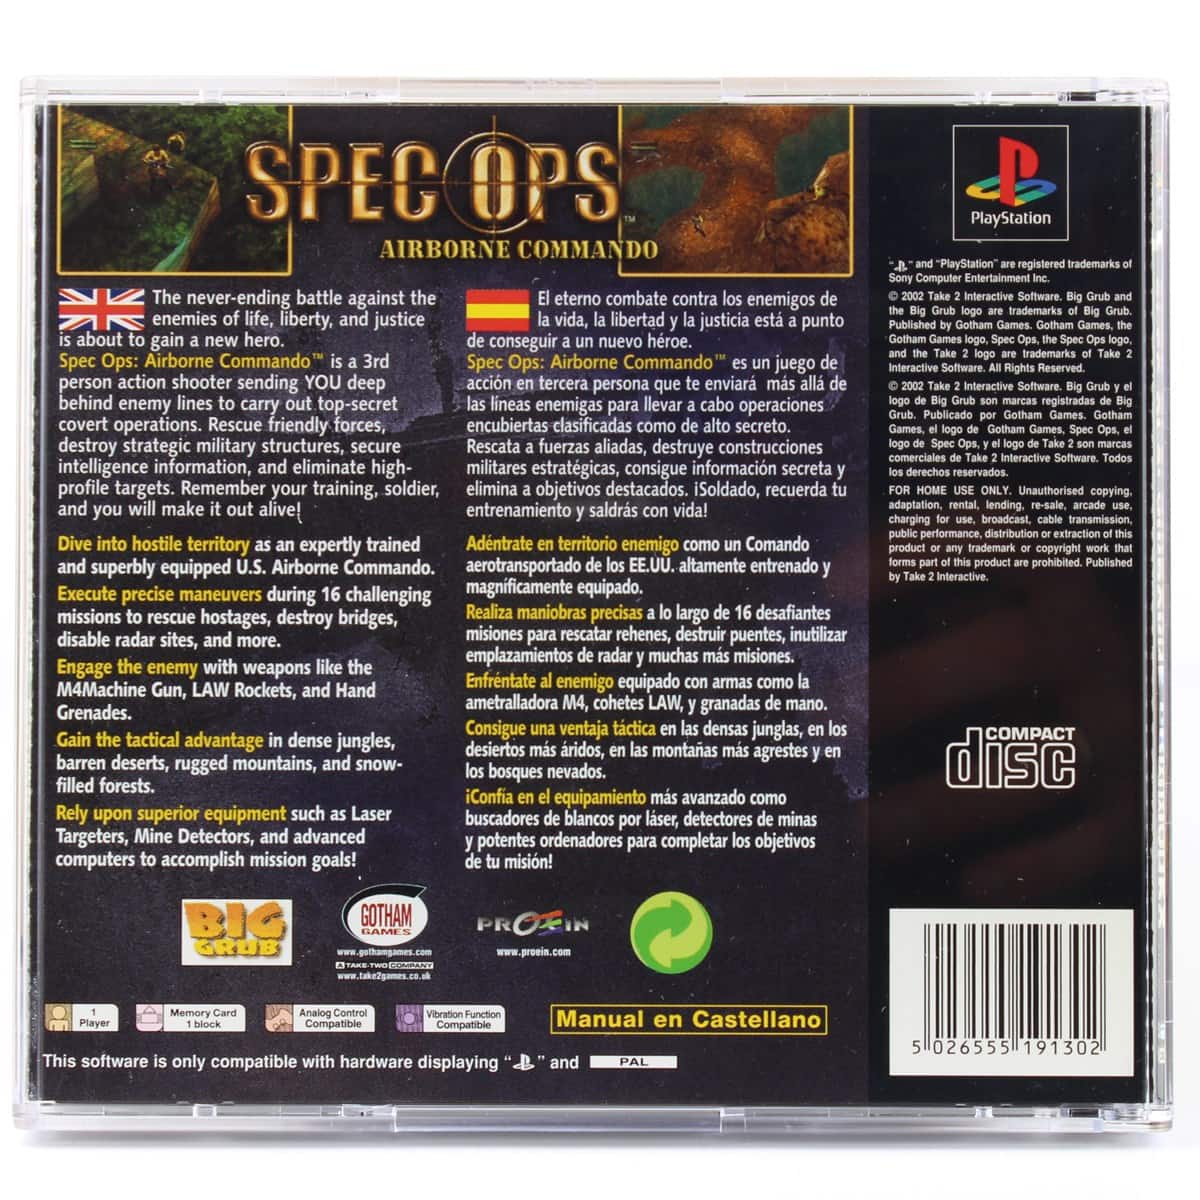 SPEC OPS ™
AIRBORNE COMMANDO
The never-ending battle against the
enemies of life, liberty, and justice
is about to gain a new hero.
Spec Ops: Airborne Commando™ is a 3rd
person action shooter sending YOU deep
behind enemy lines to carry out top-secret
covert operations. Rescue friendly forces,
destroy strategic military structures, secure
intelligence information, and eliminate high-
profile targets. Remember your training, soldier,
and you will make it out alive!
Dive into hostile territory as an expertly trained
and superbly equipped U.S. Airborne Commando.
Execute precise maneuvers during 16 challenging
missions to rescue hostages, destroy bridges,
disable radar sites, and more.
Engage the enemy with weapons like the
M4Machine Gun, LAW Rockets, and Hand
Grenades.
Gain the tactical advantage in dense jungles,
barren deserts, rugged mountains, and snow-
filled forests.
Rely upon superior equipment such as Laser
Targeters, Mine Detectors, and advanced
computers to accomplish mission goals!
El eterno combate contra los enemigos de
la vida, la libertad y la justicia está a punto
de conseguir a un nuevo héroe.
Spec Ops: Airborne Commando™ es un juego de
acción en tercera persona que te enviará más allá de
las líneas enemigas para llevar a cabo operaciones
encubiertas clasificadas como de alto secreto.
Rescata a fuerzas aliadas, destruye construcciones
militares estratégicas, consigue información secreta y
elimina a objetivos destacados. ¡Soldado, recuerda tu
entrenamiento y saldrás con vida!
Adéntrate en territorio enemigo como un Comando
aerotransportado de los EE.UU. altamente entrenado y
magníficamente equipado.
Realiza maniobras precisas a lo largo de 16 desafiantes
misiones para rescatar rehenes, destruir puentes, inutilizar
emplazamientos de radar y muchas más misiones.
Enfréntate al enemigo equipado con armas como la
ametralladora M4, cohetes LAW, y granadas de mano.
Consigue una ventaja táctica en las densas junglas, en los
desiertos más áridos, en las montañas más agrestes y en
los bosques nevados.
¡Confía en el equipamiento más avanzado como
buscadores de blancos por láser, detectores de minas
y potentes ordenadores para completar los objetivos
de tu misión!
PlayStation
" " and "PlayStation" are registered trademarks of
Sony Computer Entertainment Inc.
© 2002 Take 2 Interactive Software. Big Grub and
the Big Grub logo are trademarks of Big Grub.
Published by Gotham Games. Gotham Games, the
Gotham Games logo, Spec Ops, the Spec Ops logo,
and the Take 2 logo are trademarks of Take 2
Interactive Software. All Rights Reserved.
© 2002 Take 2 Interactive Software. Big Grub y el
logo de Big Grub son marcas registradas de Big
Grub. Publicado por Gotham Games. Gotham
Games, el logo de Gotham Games, Spec Ops, el
logo de Spec Ops, y el logo de Take 2 son marcas
comerciales de Take 2 Interactive Software. Todos
los derechos reservados.
FOR HOME USE ONLY. Unauthorised copying,
adaptation, rental, lending, re-sale, arcade use,
charging for use, broadcast, cable transmission,
public performance, distribution or extraction of this
product or any trademark or copyright work that
forms part of this product are prohibited. Published
by Take 2 Interactive.
COMPACT
disc
BIG
GRUB
GOTHAM
GAMES
www.gothamgames.com
A TAKE-TWO COMPANY
www.take2games.co.uk
PROEIN
www.proein.com
1
Player
Memory Card
1 block
Analog Control
Compatible
Vibration Function
Compatible
Manual en Castellano
This software is only compatible with hardware displaying " " and PAL
5 026555 191302